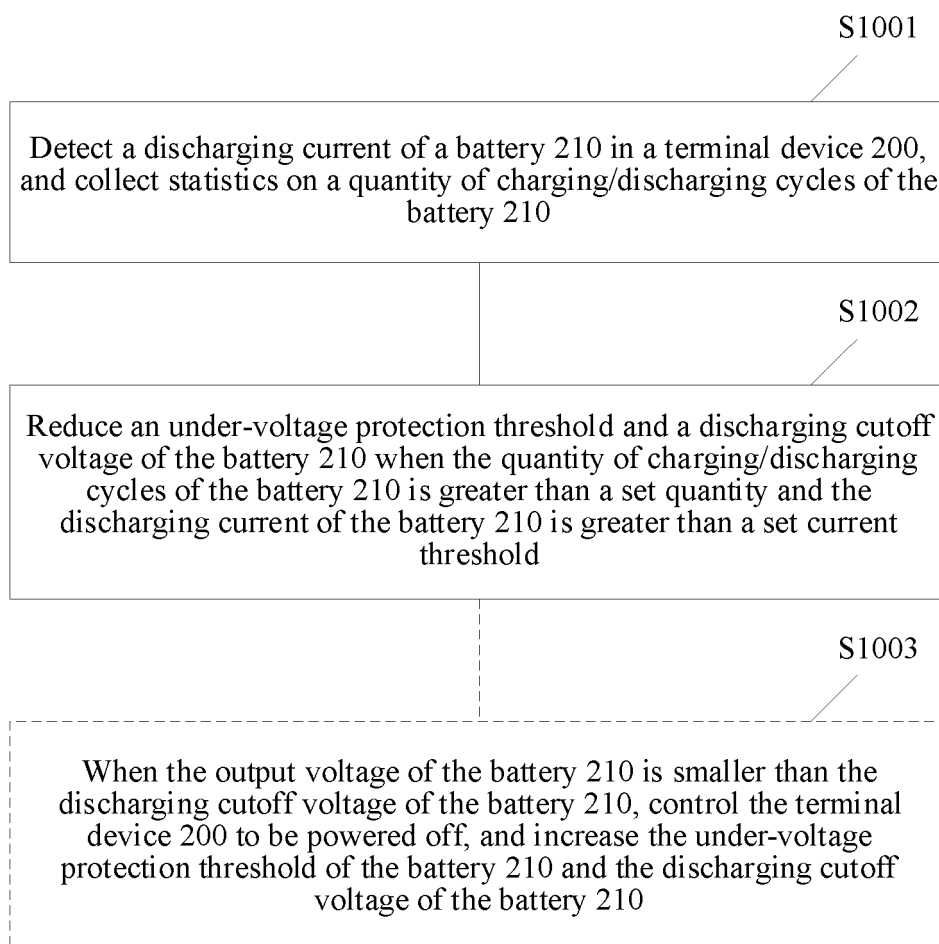 S1001
Detect a discharging current of a battery 210 in a terminal device 200,
and collect statistics on a quantity of charging/discharging cycles of the
battery 210
S1002
Reduce an under-voltage protection threshold and a discharging cutoff
voltage of the battery 210 when the quantity of charging/discharging
cycles of the battery 210 is greater than a set quantity and the
discharging current of the battery 210 is greater than a set current
threshold
S1003
When the output voltage of the battery 210 is smaller than the
discharging cutoff voltage of the battery 210, control the terminal
device 200 to be powered off, and increase the under-voltage
protection threshold of the battery 210 and the discharging cutoff
voltage of the battery 210